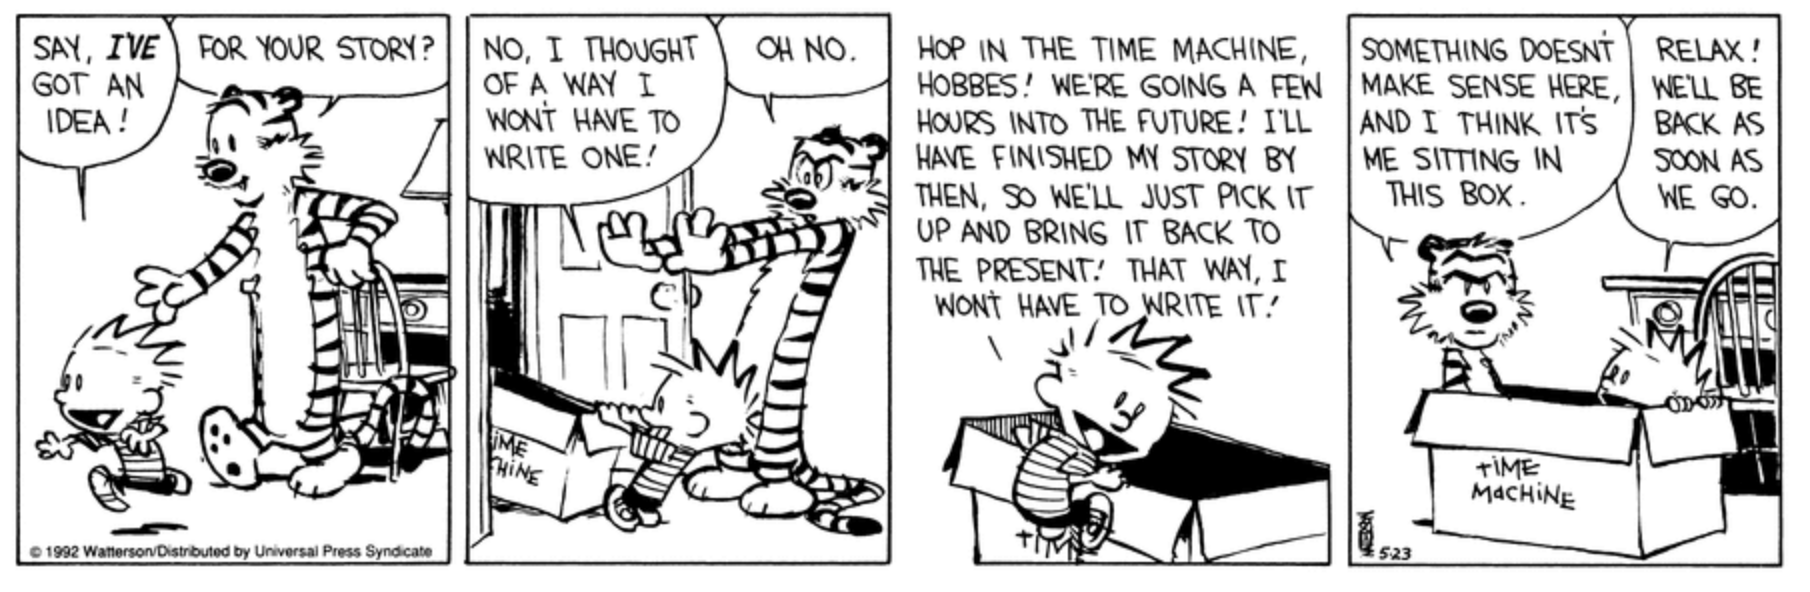 SAY, I'VE
GOT AN
IDEA!
FOR YOUR STORY?
© 1992 Watterson/Distributed by Universal Press Syndicate
NO, I THOUGHT
OF A WAY I
WON'T HAVE TO
WRITE ONE!
OH NO.
TIME
CHINE
HOP IN THE TIME MACHINE,
HOBBES! WE'RE GOING A FEW
HOURS INTO THE FUTURE! I'LL
HAVE FINISHED MY STORY BY
THEN, SO WE'LL JUST PICK IT
UP AND BRING IT BACK TO
THE PRESENT! THAT WAY, I
WON'T HAVE TO WRITE IT!
TIM
SOMETHING DOESN'T
MAKE SENSE HERE,
AND I THINK IT'S
ME SITTING IN
THIS BOX.
RELAX!
WE'LL BE
BACK AS
SOON AS
WE GO.
TIME
MACHINE
WATTERSON
5-23